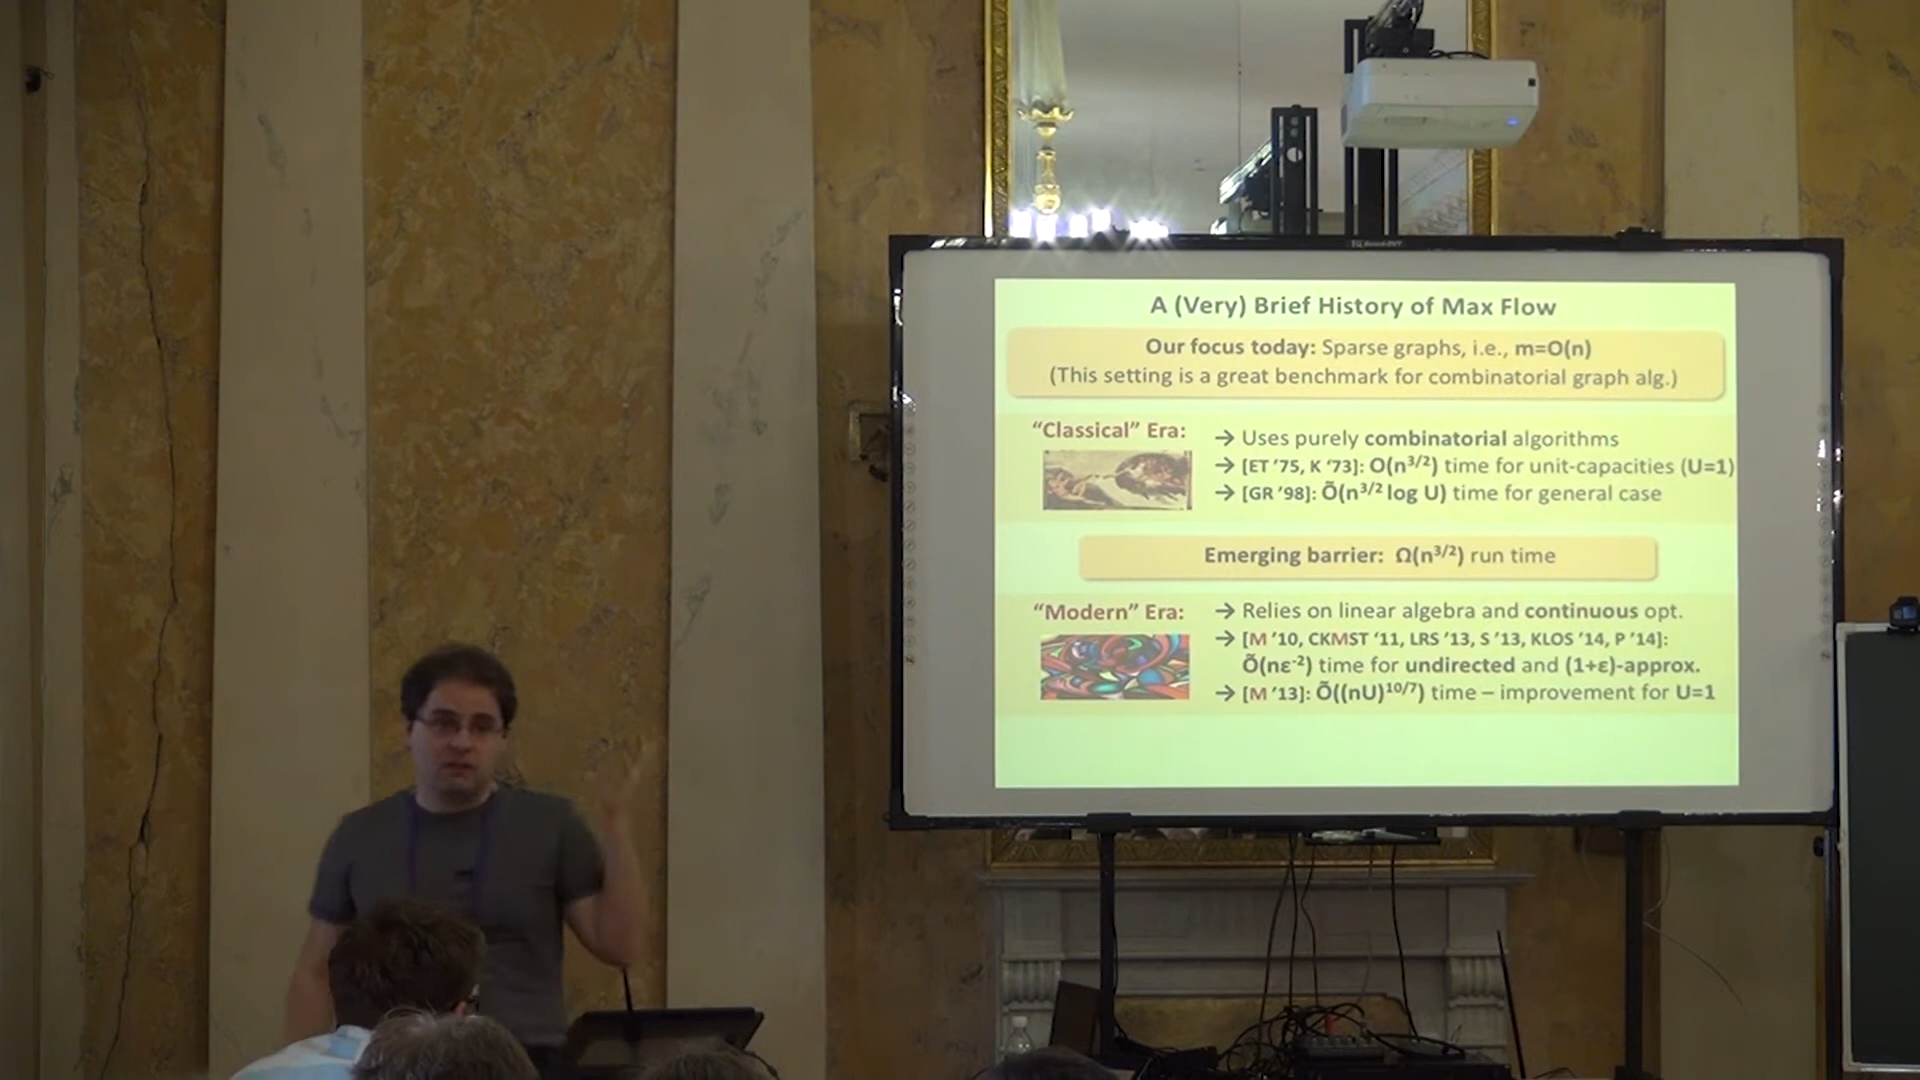 A (Very) Brief History of Max Flow
Our focus today: Sparse graphs, i.e., m=O(n)
(This setting is a great benchmark for combinatorial graph alg.)
“Classical” Era:
→ Uses purely combinatorial algorithms
→ [ET ’75, K ‘73]: O(n³/²) time for unit-capacities (U=1)
→ [GR ’98]: Õ(n³/² log U) time for general case
Emerging barrier: Ω(n³/²) run time
“Modern” Era:
→ Relies on linear algebra and continuous opt.
→ [M ’10, CKMST ‘11, LRS ’13, S ’13, KLOS ’14, P ’14]:
Õ(nε⁻²) time for undirected and (1+ε)-approx.
→ [M ’13]: Õ((nU)¹⁰/⁷) time – improvement for U=1